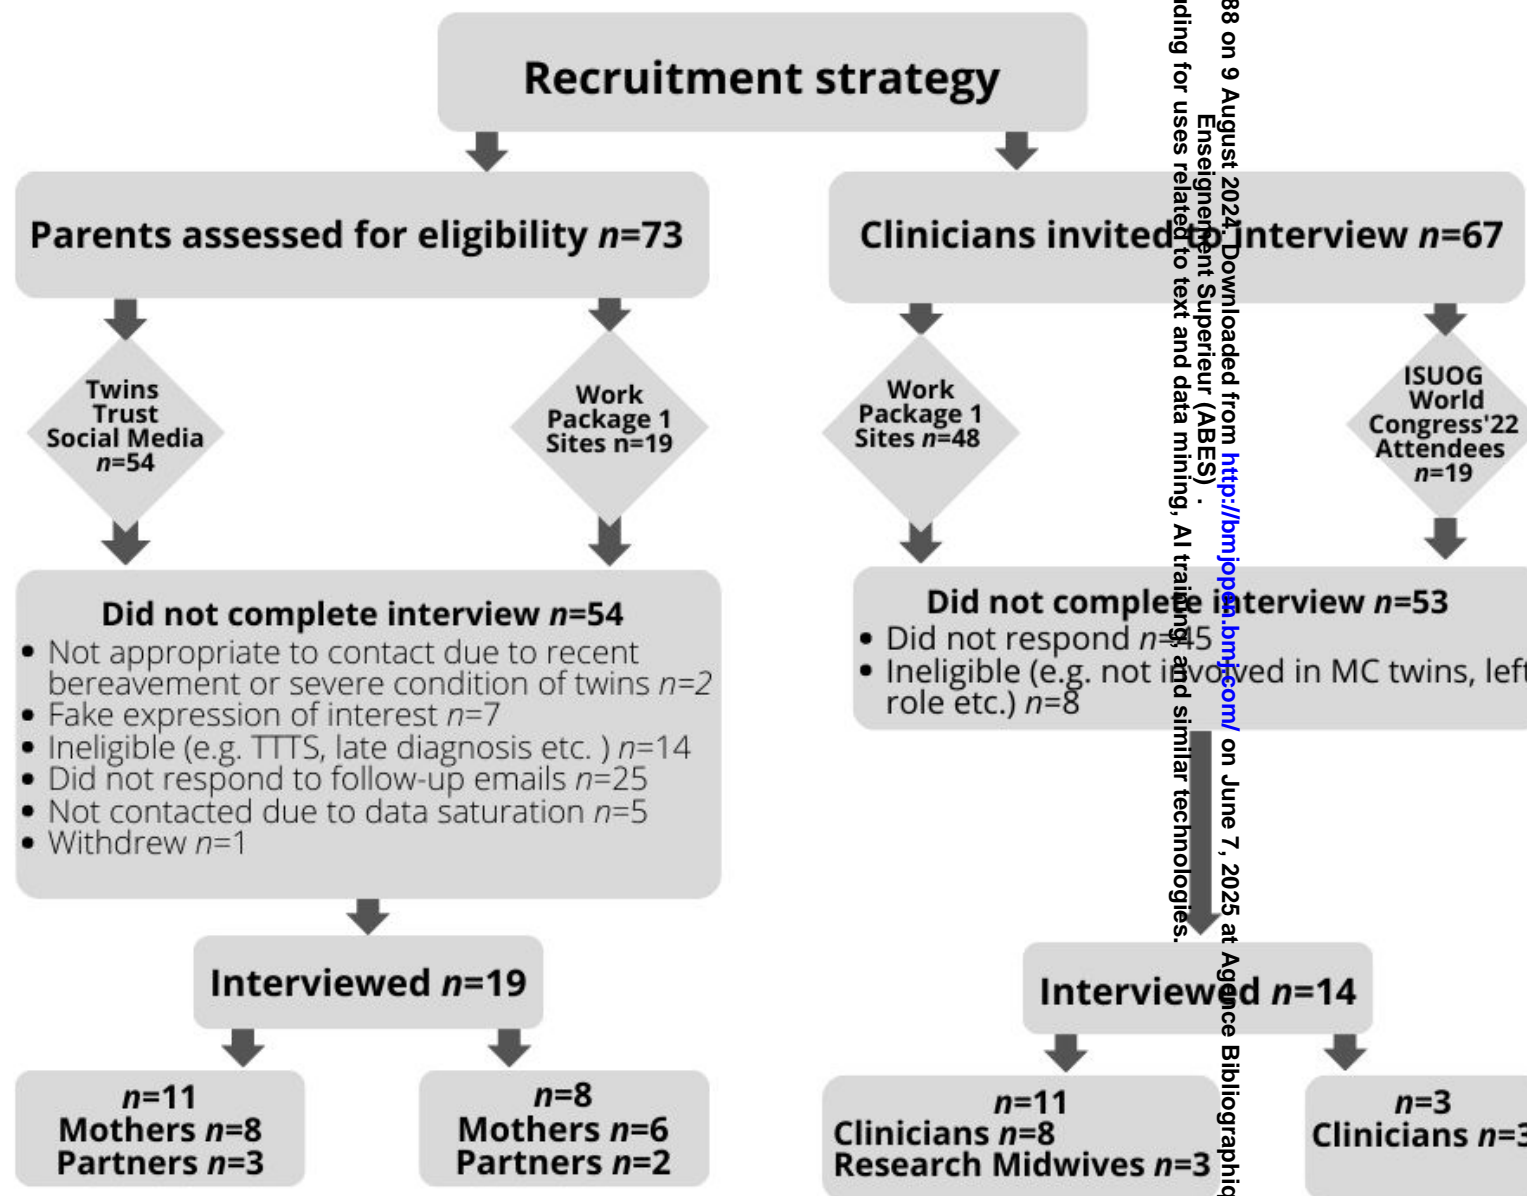 Recruitment strategy
Parents assessed for eligibility n=73
Twins
Trust
Social Media
n=54
Work
Package 1
Sites n=19
Did not complete interview n=54
• Not appropriate to contact due to recent
bereavement or severe condition of twins n=2
• Fake expression of interest n=7
• Ineligible (e.g. TTTS, late diagnosis etc. ) n=14
• Did not respond to follow-up emails n=25
• Not contacted due to data saturation n=5
• Withdrew n=1
Interviewed n=19
n=11
Mothers n=8
Partners n=3
n=8
Mothers n=6
Partners n=2
Clinicians invited to interview n=67
Work
Package 1
Sites n=48
ISUOG
World
Congress'22
Attendees
n=19
Did not complete interview n=53
• Did not respond n=45
• Ineligible (e.g. not involved in MC twins, left
role etc.) n=8
Interviewed n=14
n=11
Clinicians n=8
Research Midwives n=3
n=3
Clinicians n=3
88 on 9 August 2024. Downloaded from http://bmjopen.bmj.com/ on June 7, 2025 at Agence Bibliographiq
Enseignement Superieur (ABES) .
ding for uses related to text and data mining, AI training, and similar technologies.